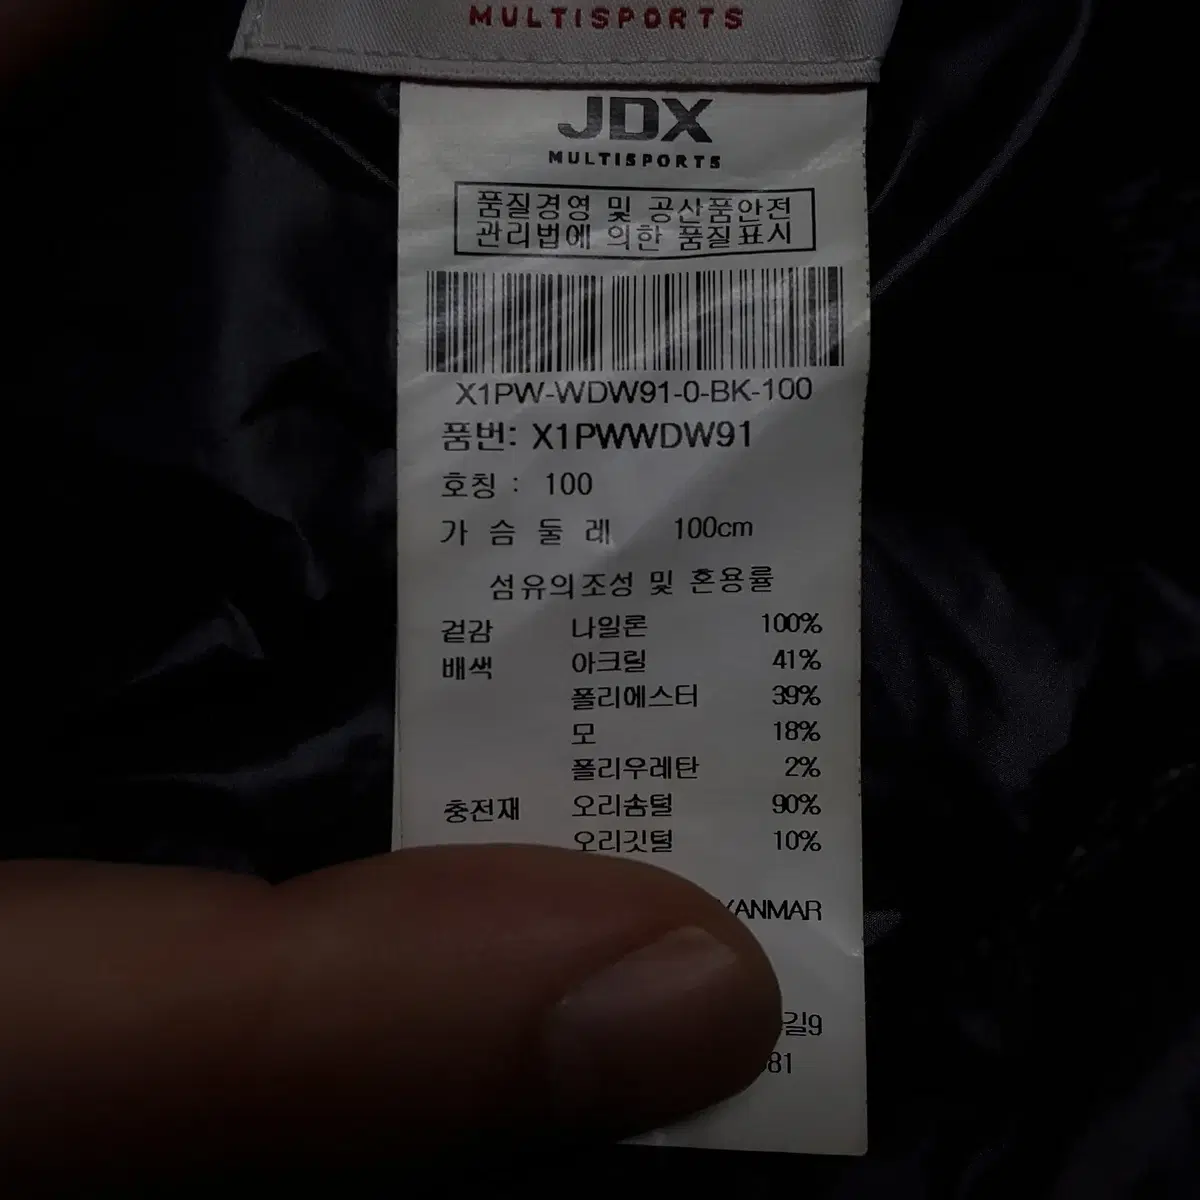 MULTISPORTS
JDX
MULTISPORTS
품질경영 및 공산품안전
관리법에 의한 품질표시
X1PW-WDW91-0-BK-100
품번: X1PWWDW91
호칭 : 100
가 슴 둘 레 100cm
섬유의조성 및 혼용률
겉감 나일론 100%
배색 아크릴 41%
폴리에스터 39%
모 18%
폴리우레탄 2%
충전재 오리솜털 90%
오리깃털 10%
YANMAR
길9
81